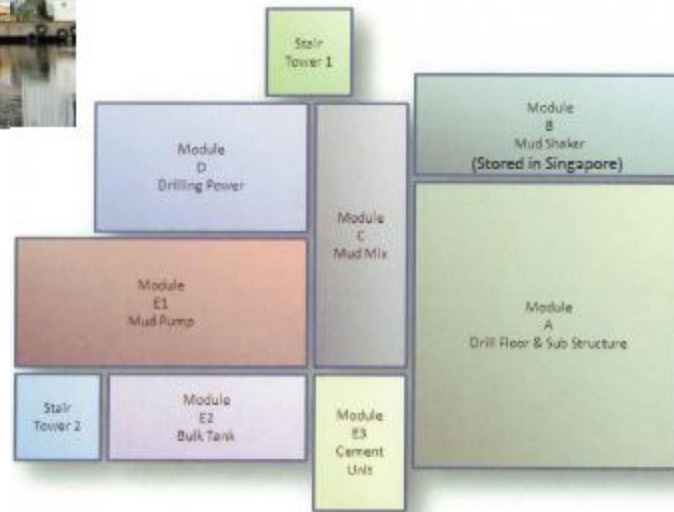 Stair
Tower 1
Module
B
Mud Shaker
(Stored in Singapore)
Module
D
Drilling Power
Module
C
Mud Mix
Module
E1
Mud Pump
Module
A
Drill Floor & Sub Structure
Stair
Tower 2
Module
E2
Bulk Tank
Module
E3
Cement
Unit